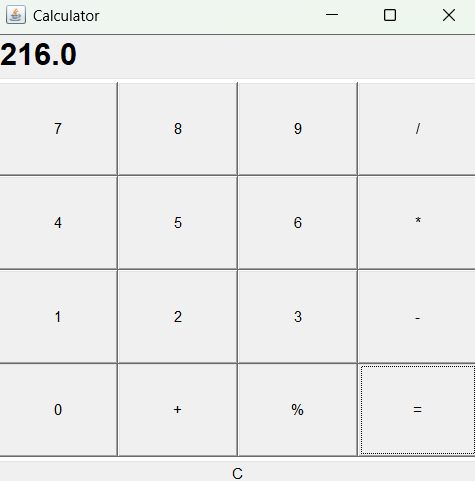 Calculator
216.0
7 8 9 /
4 5 6 *
1 2 3 -
0 + % =
C